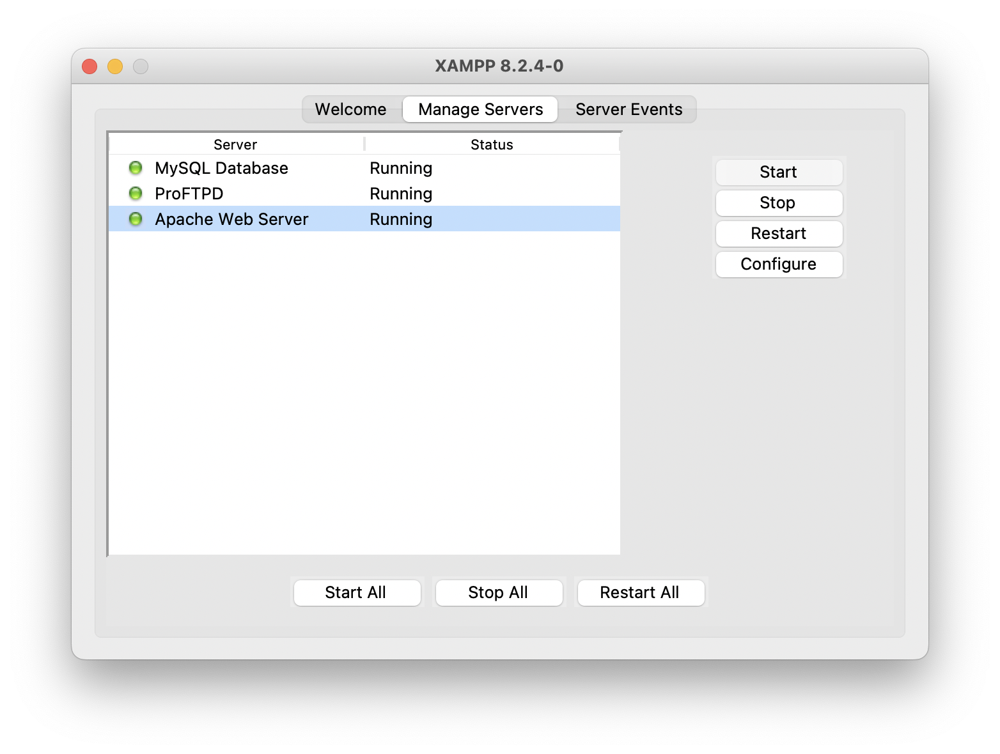 XAMPP 8.2.4-0
Welcome Manage Servers Server Events
Server Status
MySQL Database Running
ProFTPD Running
Apache Web Server Running
Start
Stop
Restart
Configure
Start All Stop All Restart All